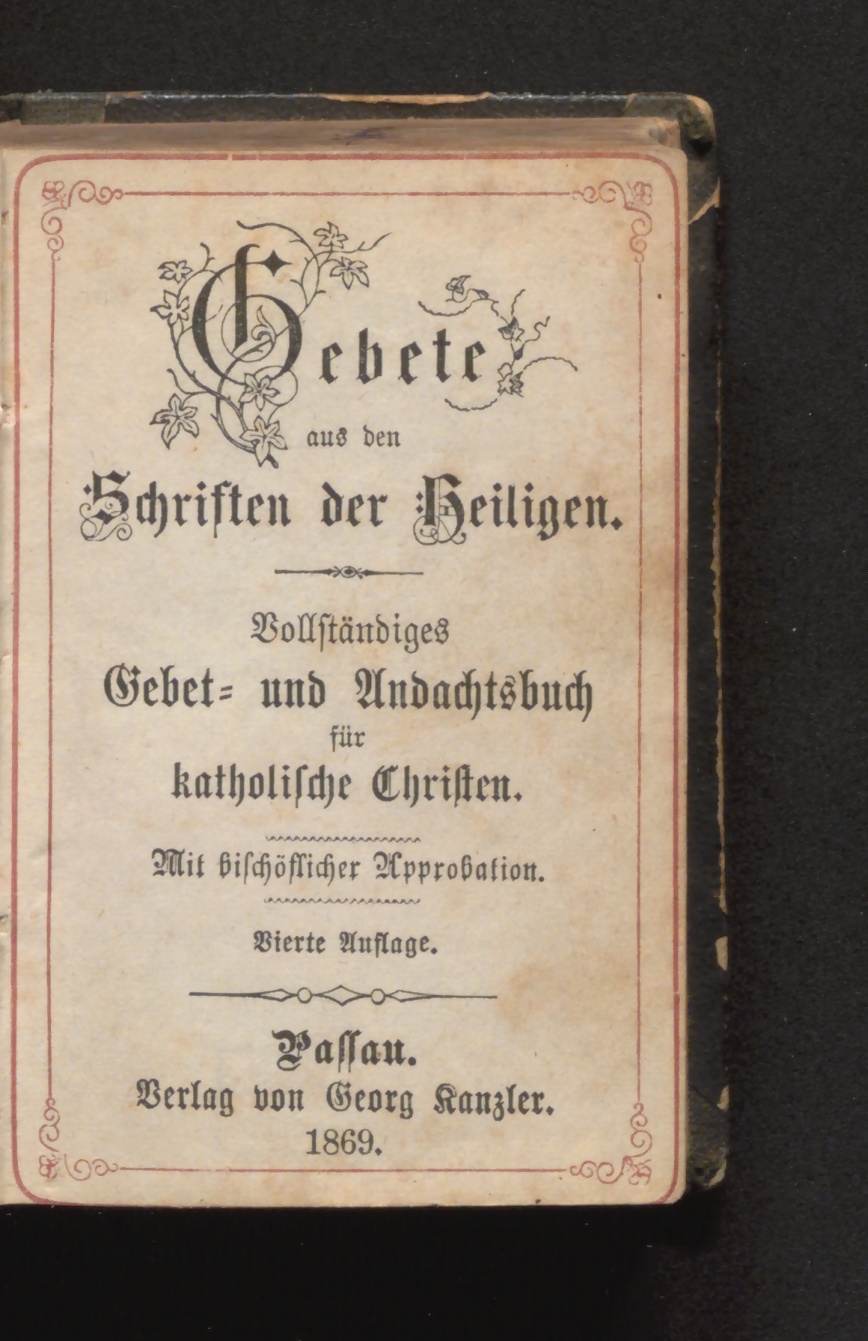 Gebete
aus den
Schriften der Heiligen.
Vollständiges
Gebet- und Andachtsbuch
für
katholische Christen.
Mit bischöflicher Approbation.
Vierte Auflage.
Passau.
Verlag von Georg Kanzler.
1869.